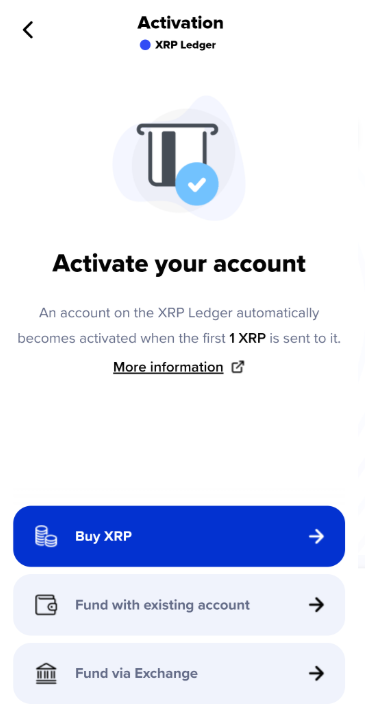 Activation
XRP Ledger
Activate your account
An account on the XRP Ledger automatically
becomes activated when the first 1 XRP is sent to it.
More information
Buy XRP
Fund with existing account
Fund via Exchange